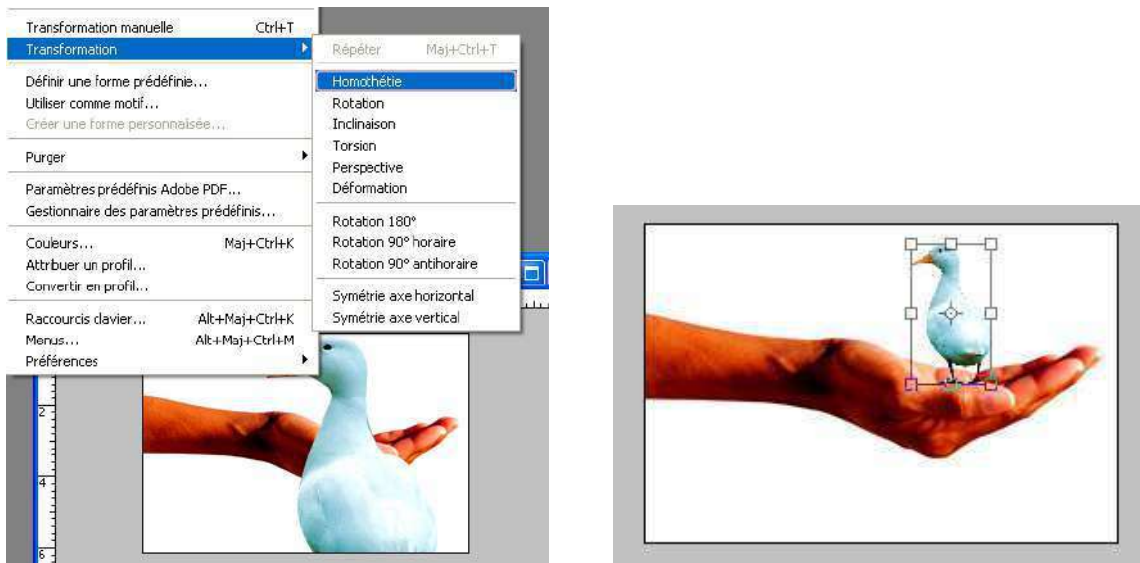 Transformation manuelle Ctrl+T
Transformation
Définir une forme prédéfinie...
Utiliser comme motif...
Créer une forme personnalisée...
Purger
Paramètres prédéfinis Adobe PDF...
Gestionnaire des paramètres prédéfinis...
Couleurs... Maj+Ctrl+K
Attribuer un profil...
Convertir en profil...
Raccourcis clavier... Alt+Maj+Ctrl+K
Menus... Alt+Maj+Ctrl+M
Préférences
Répéter Maj+Ctrl+T
Homothétie
Rotation
Inclinaison
Torsion
Perspective
Déformation
Rotation 180°
Rotation 90° horaire
Rotation 90° antihoraire
Symétrie axe horizontal
Symétrie axe vertical
2
4
6